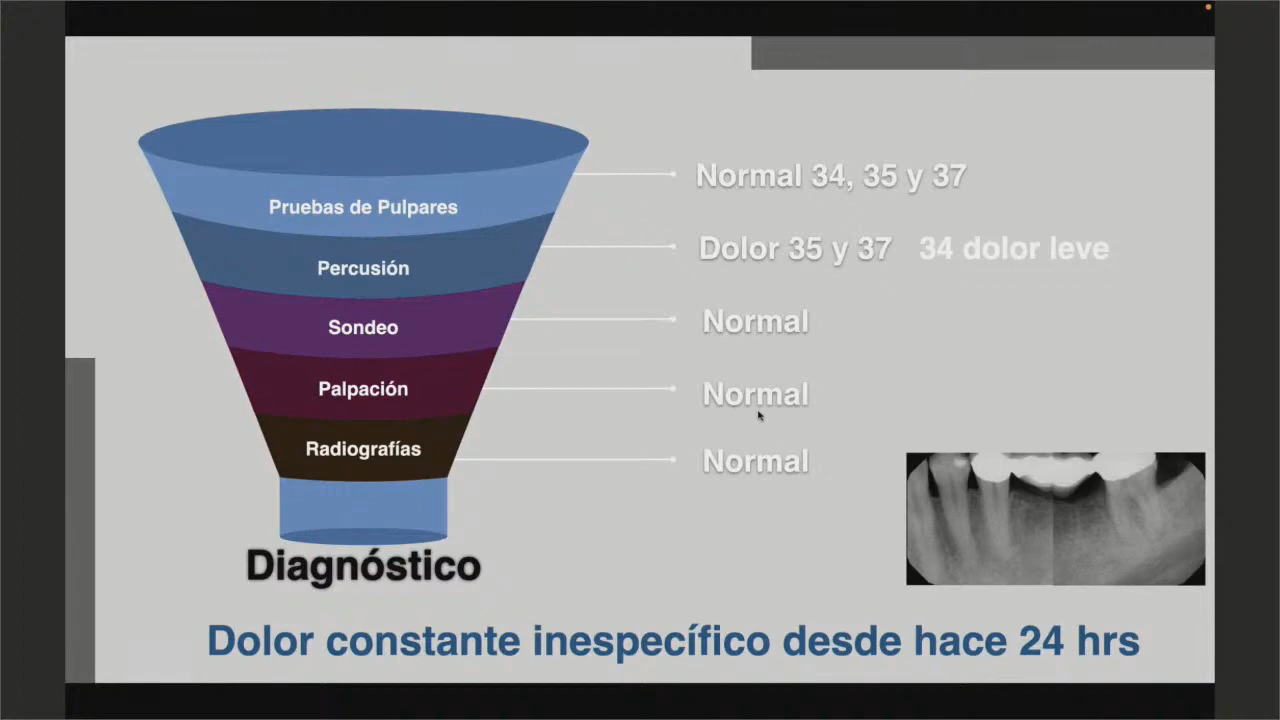 Pruebas de Pulpares
Normal 34, 35 y 37
Percusión
Dolor 35 y 37 34 dolor leve
Sondeo
Normal
Palpación
Normal
Radiografías
Normal
Diagnóstico
Dolor constante inespecífico desde hace 24 hrs